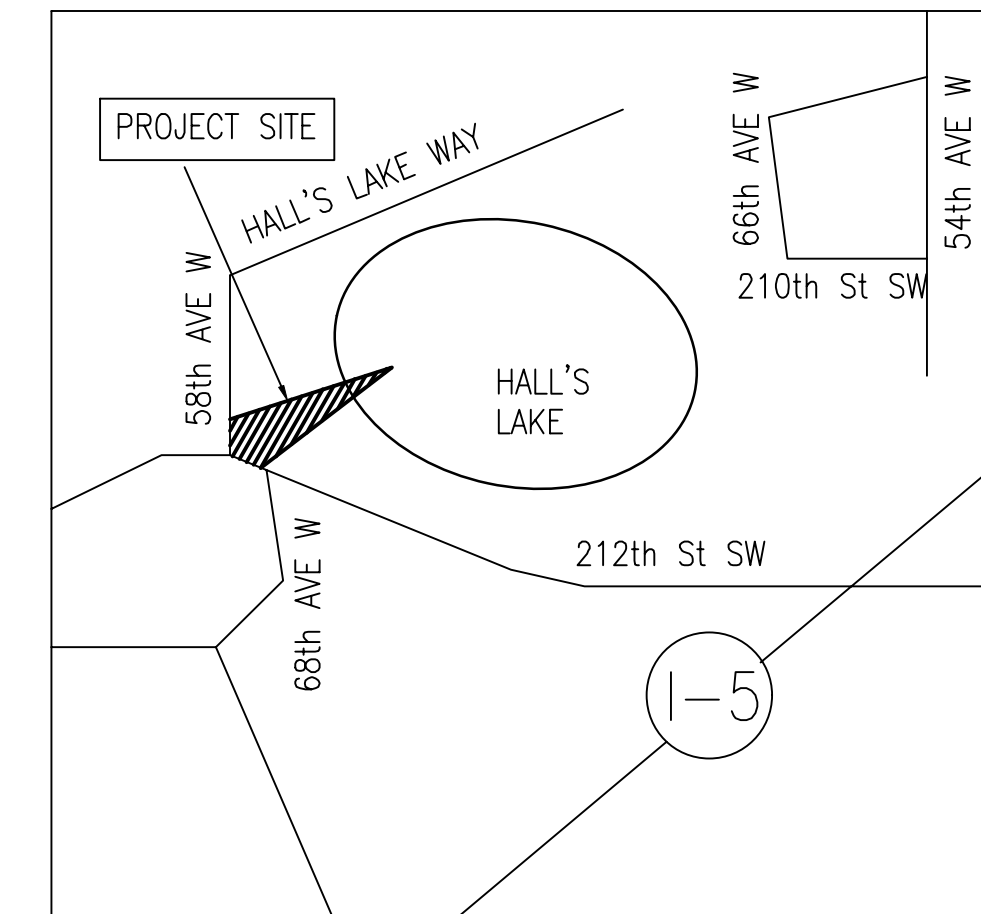 PROJECT SITE
HALL'S LAKE WAY
66th AVE W
54th AVE W
58th AVE W
210th St SW
HALL'S
LAKE
212th St SW
68th AVE W
I-5